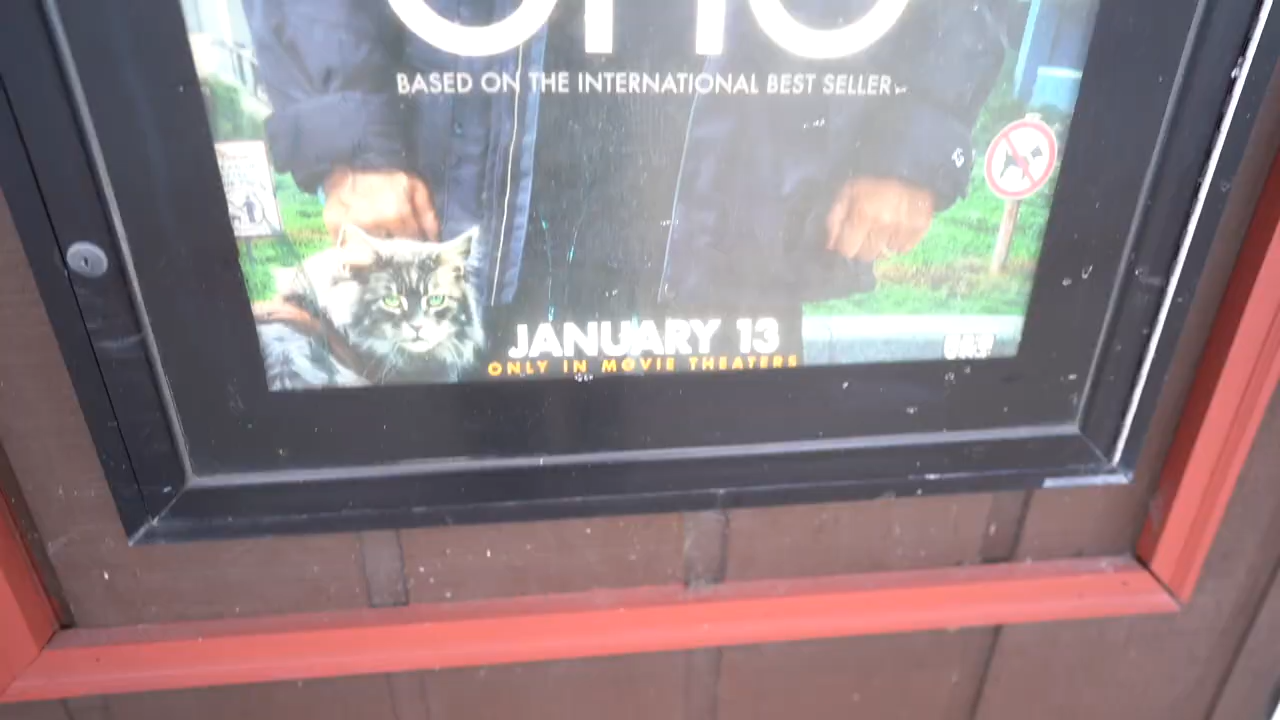 BASED ON THE INTERNATIONAL BEST SELLER
JANUARY 13
ONLY IN MOVIE THEATERS